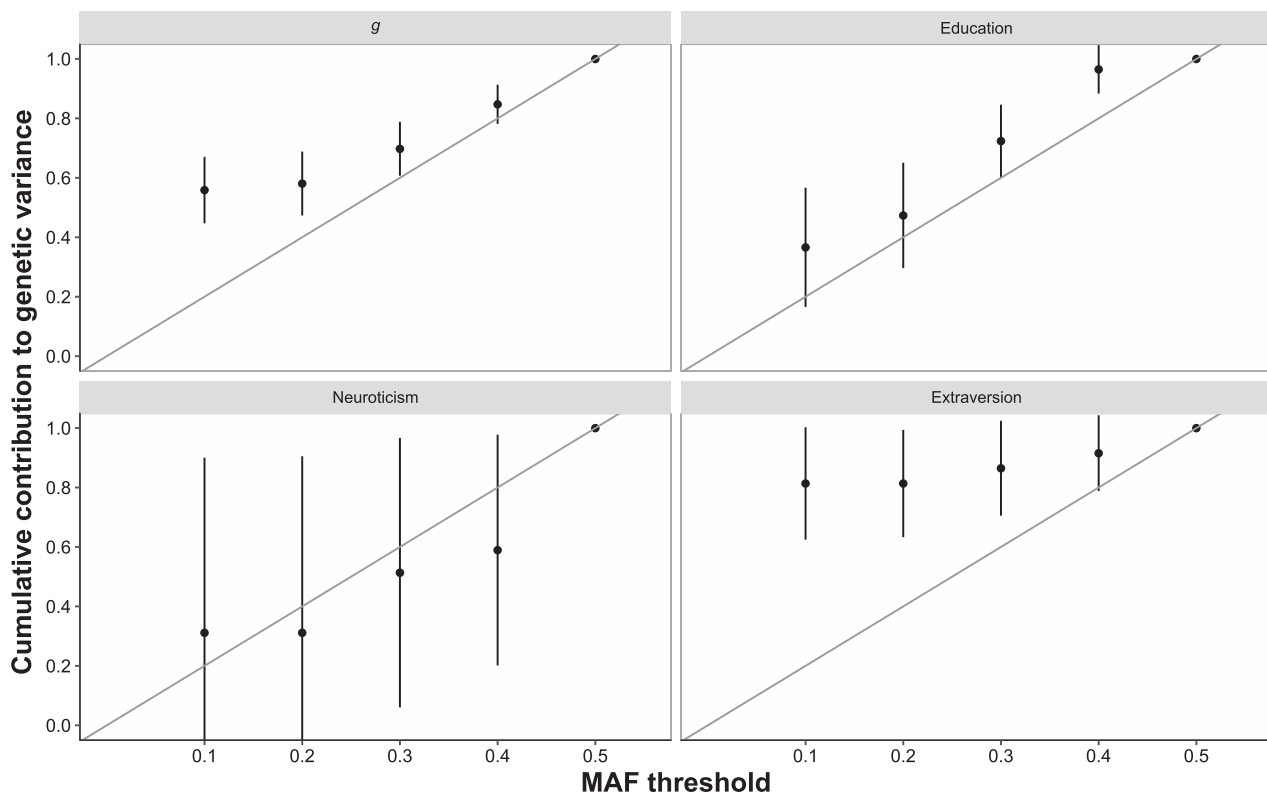 g
Education
Cumulative contribution to genetic variance
1.0
0.8
0.6
0.4
0.2
0.0
Neuroticism
Extraversion
1.0
0.8
0.6
0.4
0.2
0.0
0.1 0.2 0.3 0.4 0.5
0.1 0.2 0.3 0.4 0.5
MAF threshold